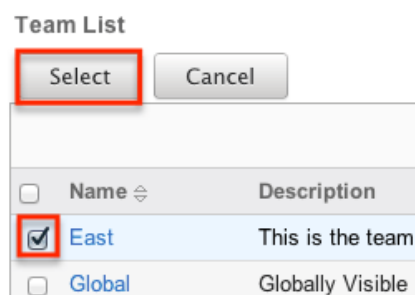 Team List
Select Cancel
Name Description
East This is the team
Global Globally Visible